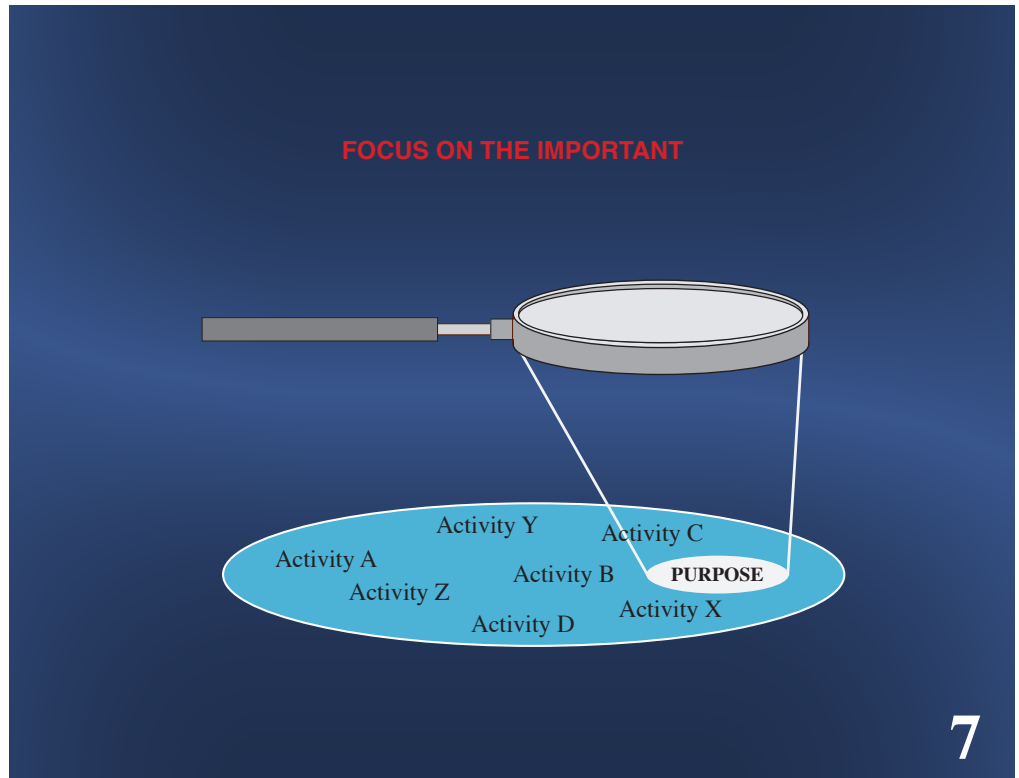 FOCUS ON THE IMPORTANT
Activity Y
Activity C
Activity A
Activity B
PURPOSE
Activity Z
Activity X
Activity D
7